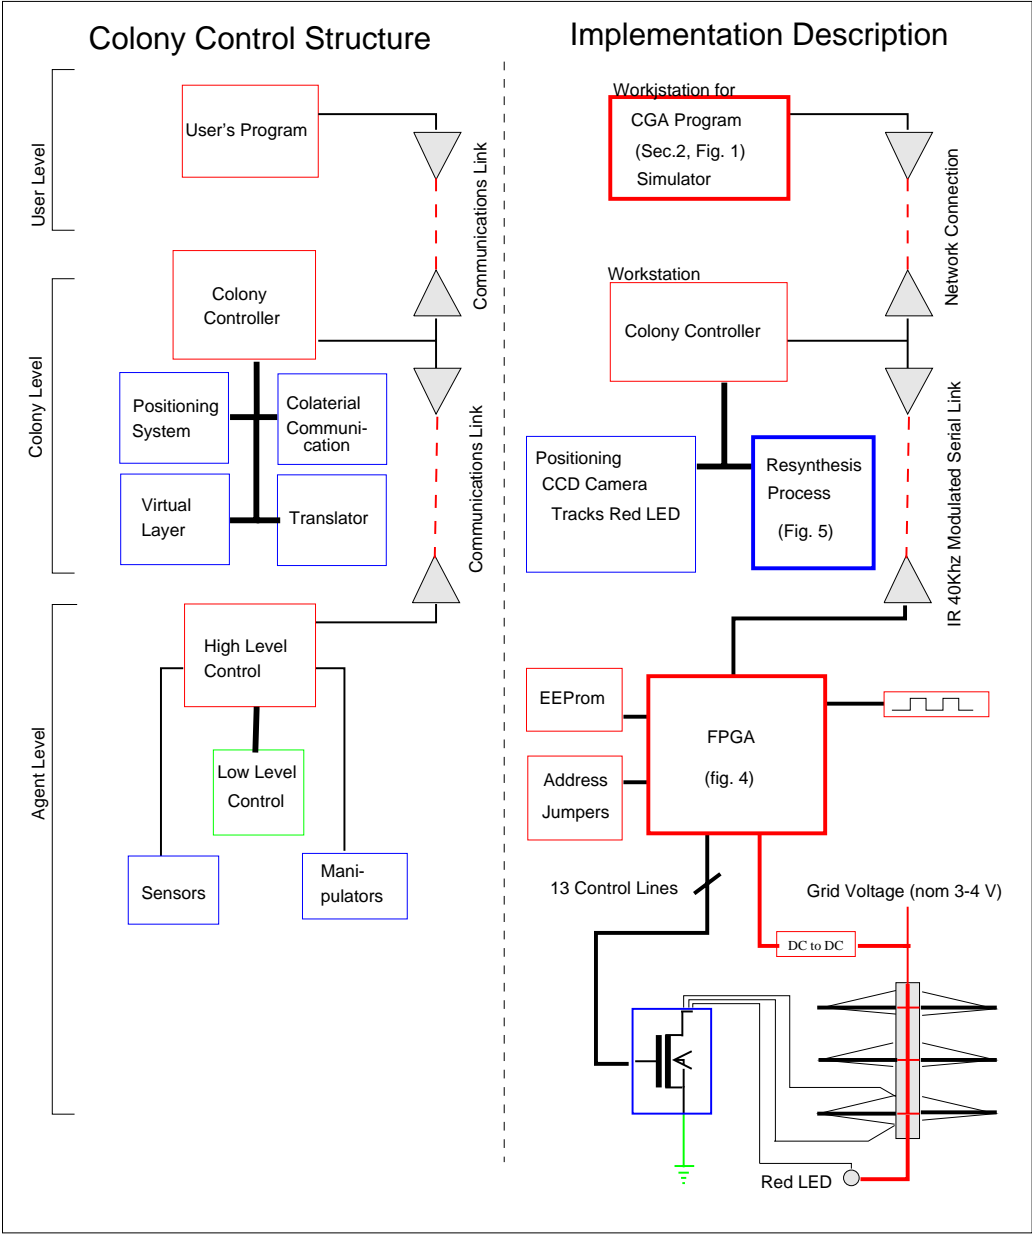 Colony Control Structure
User Level
User's Program
Communications Link
Colony Level
Colony
Controller
Positioning
System
Colaterial
Communi-
cation
Virtual
Layer
Translator
Communications Link
Agent Level
High Level
Control
Low Level
Control
Sensors
Mani-
pulators
Implementation Description
Workjstation for
CGA Program
(Sec.2, Fig. 1)
Simulator
Network Connection
Workstation
Colony Controller
Positioning
CCD Camera
Tracks Red LED
Resynthesis
Process
(Fig. 5)
IR 40Khz Modulated Serial Link
EEProm
FPGA
(fig. 4)
Address
Jumpers
13 Control Lines
Grid Voltage (nom 3-4 V)
DC to DC
Red LED